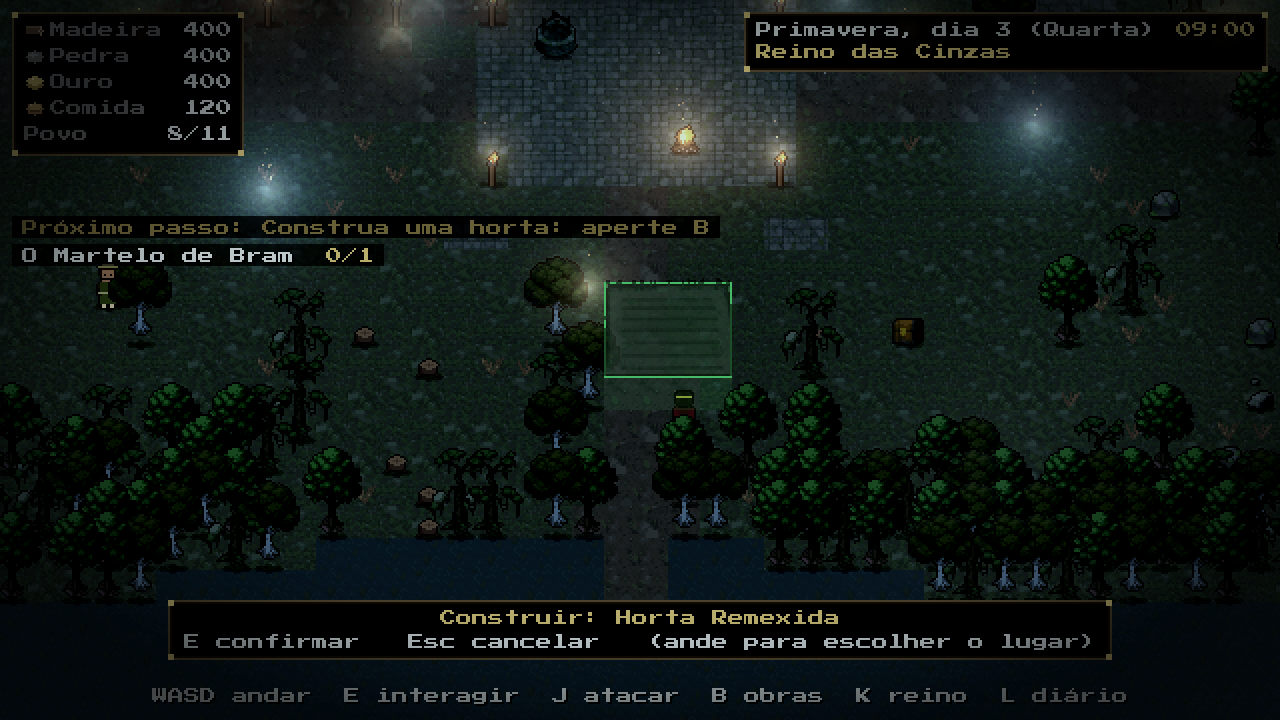 Madeira 400
Pedra 400
Ouro 400
Comida 120
Povo 8/11
Primavera, dia 3 (Quarta) 09:00
Reino das Cinzas
Próximo passo: Construa uma horta: aperte B
O Martelo de Bram 0/1
Construir: Horta Remexida
E confirmar Esc cancelar (ande para escolher o lugar)
WASD andar E interagir J atacar B obras K reino L diário